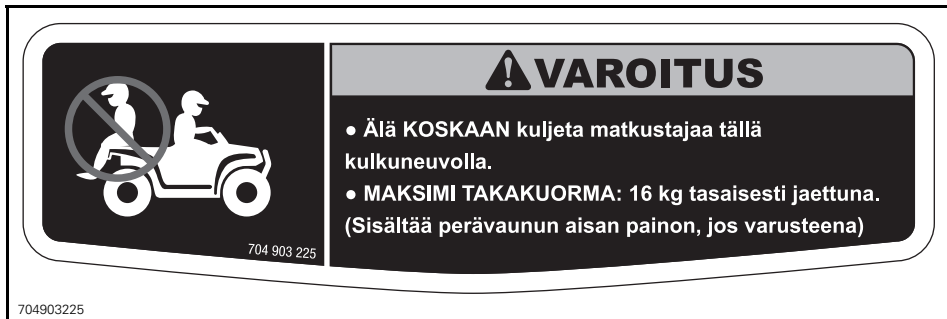 VAROITUS
● Älä KOSKAAN kuljeta matkustajaa tällä
kulkuneuvolla.
● MAKSIMI TAKAKUORMA: 16 kg tasaisesti jaettuna.
(Sisältää perävaunun aisan painon, jos varusteena)
704 903 225
704903225